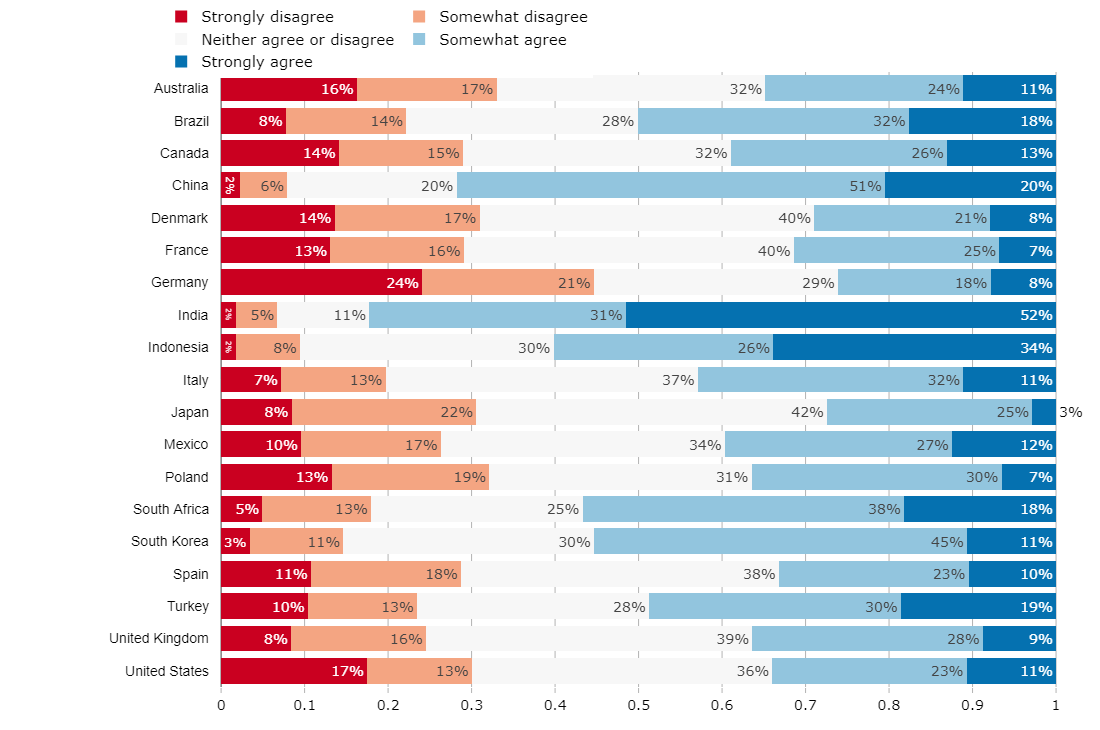 Strongly disagree Somewhat disagree
Neither agree or disagree Somewhat agree
Strongly agree
Australia 16% 17% 32% 24% 11%
Brazil 8% 14% 28% 32% 18%
Canada 14% 15% 32% 26% 13%
China 2% 6% 20% 51% 20%
Denmark 14% 17% 40% 21% 8%
France 13% 16% 40% 25% 7%
Germany 24% 21% 29% 18% 8%
India 2% 5% 11% 31% 52%
Indonesia 2% 8% 30% 26% 34%
Italy 7% 13% 37% 32% 11%
Japan 8% 22% 42% 25% 3%
Mexico 10% 17% 34% 27% 12%
Poland 13% 19% 31% 30% 7%
South Africa 5% 13% 25% 38% 18%
South Korea 3% 11% 30% 45% 11%
Spain 11% 18% 38% 23% 10%
Turkey 10% 13% 28% 30% 19%
United Kingdom 8% 16% 39% 28% 9%
United States 17% 13% 36% 23% 11%
0 0.1 0.2 0.3 0.4 0.5 0.6 0.7 0.8 0.9 1